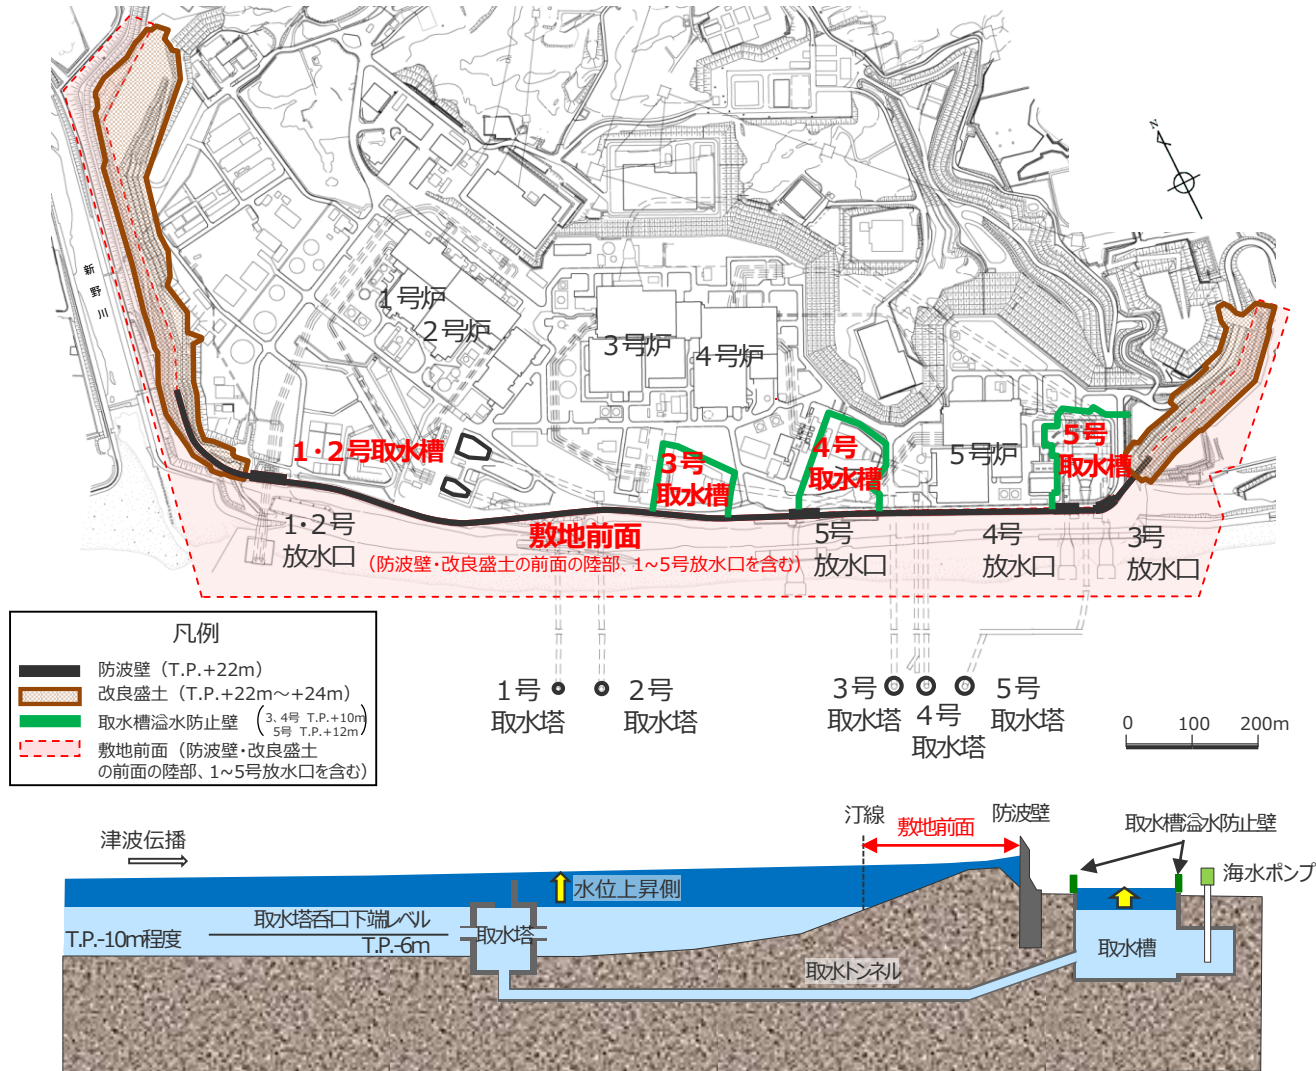 N
新野川
1号炉
2号炉
3号炉
4号炉
5号炉
1・2号取水槽
3号
取水槽
4号
取水槽
5号
取水槽
1・2号
放水口
敷地前面
(防波壁・改良盛土の前面の陸部、1~5号放水口を含む)
5号
放水口
4号
放水口
3号
放水口
凡例
防波壁(T.P.+22m)
改良盛土(T.P.+22m~+24m)
取水槽溢水防止壁
3、4号 T.P.+10m
5号 T.P.+12m
敷地前面(防波壁・改良盛土
の前面の陸部、1~5号放水口を含む)
1号
取水塔
2号
取水塔
3号
取水塔
4号
取水塔
5号
取水塔
0 100 200m
津波伝播
汀線
敷地前面
防波壁
取水槽溢水防止壁
海水ポンプ
水位上昇側
取水塔呑口下端レベル
T.P.-10m程度
T.P.-6m
取水塔
取水槽
取水トンネル